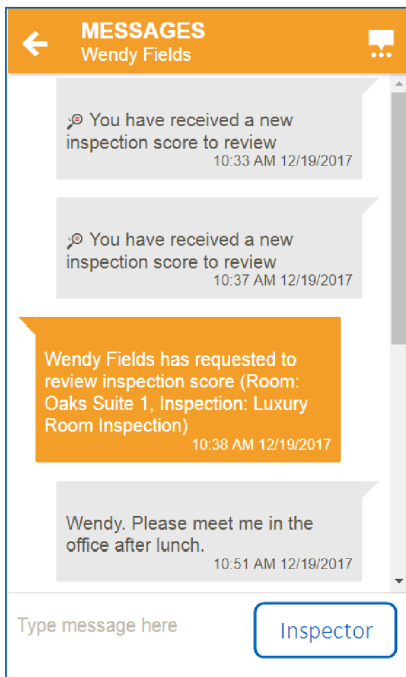 MESSAGES
Wendy Fields
You have received a new
inspection score to review
10:33 AM 12/19/2017
You have received a new
inspection score to review
10:37 AM 12/19/2017
Wendy Fields has requested to
review inspection score (Room:
Oaks Suite 1, Inspection: Luxury
Room Inspection)
10:38 AM 12/19/2017
Wendy. Please meet me in the
office after lunch.
10:51 AM 12/19/2017
Type message here
Inspector